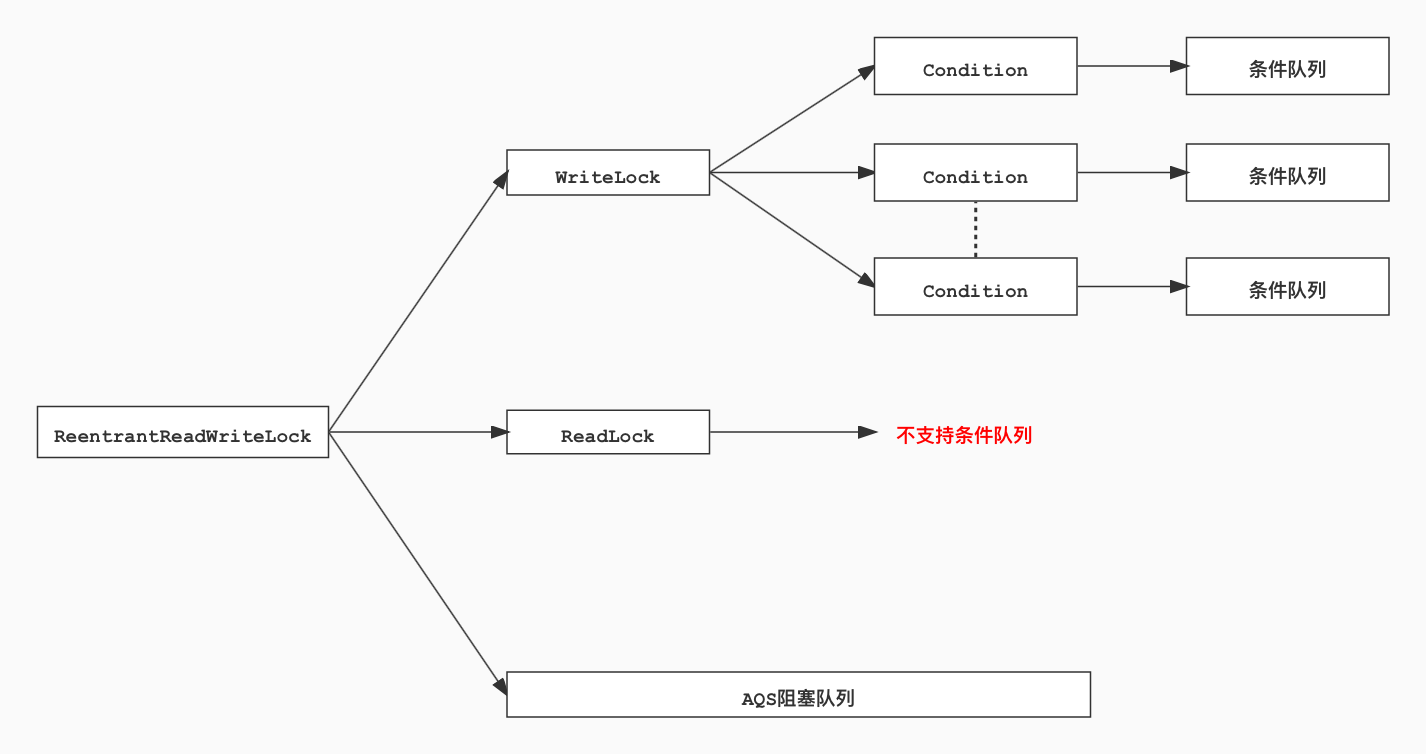 Condition
条件队列
WriteLock
Condition
条件队列
Condition
条件队列
ReentrantReadWriteLock
ReadLock
不支持条件队列
AQS阻塞队列